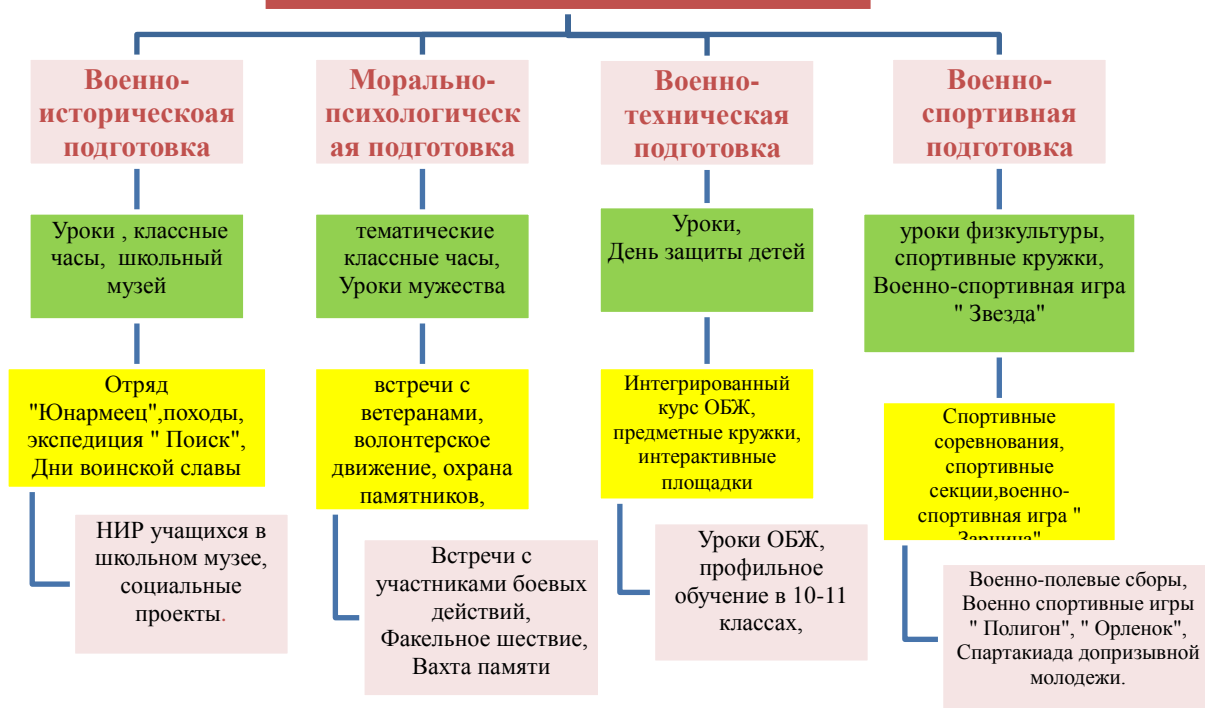 Военно-
историческоая
подготовка
Уроки , классные
часы,  школьный
музей
Отряд
"Юнармеец",походы,
экспедиция " Поиск",
Дни воинской славы
НИР учащихся в
школьном музее,
социальные
проекты.
Морально-
психологическ
ая подготовка
тематические
классные часы,
Уроки мужества
встречи с
ветеранами,
волонтерское
движение, охрана
памятников,
Встречи с
участниками боевых
действий,
Факельное шествие,
Вахта памяти
Военно-
техническая
подготовка
Уроки,
День защиты детей
Интегрированный
курс ОБЖ,
предметные кружки,
интерактивные
площадки
Уроки ОБЖ,
профильное
обучение в 10-11
классах,
Военно-
спортивная
подготовка
уроки физкультуры,
спортивные кружки,
Военно-спортивная игра
" Звезда"
Спортивные
соревнования,
спортивные
секции,военно-
спортивная игра "
Зарница"
Военно-полевые сборы,
Военно спортивные игры
" Полигон", " Орленок",
Спартакиада допризывной
молодежи.